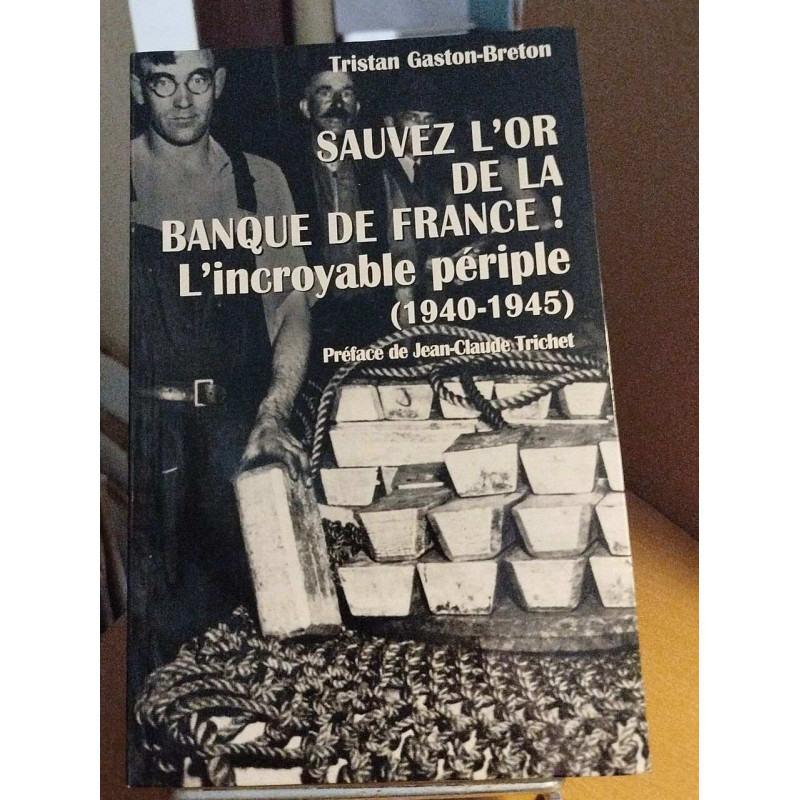 Tristan Gaston-Breton
SAUVEZ L'OR
DE LA
BANQUE DE FRANCE !
L'incroyable périple
(1940-1945)
Préface de Jean-Claude Trichet